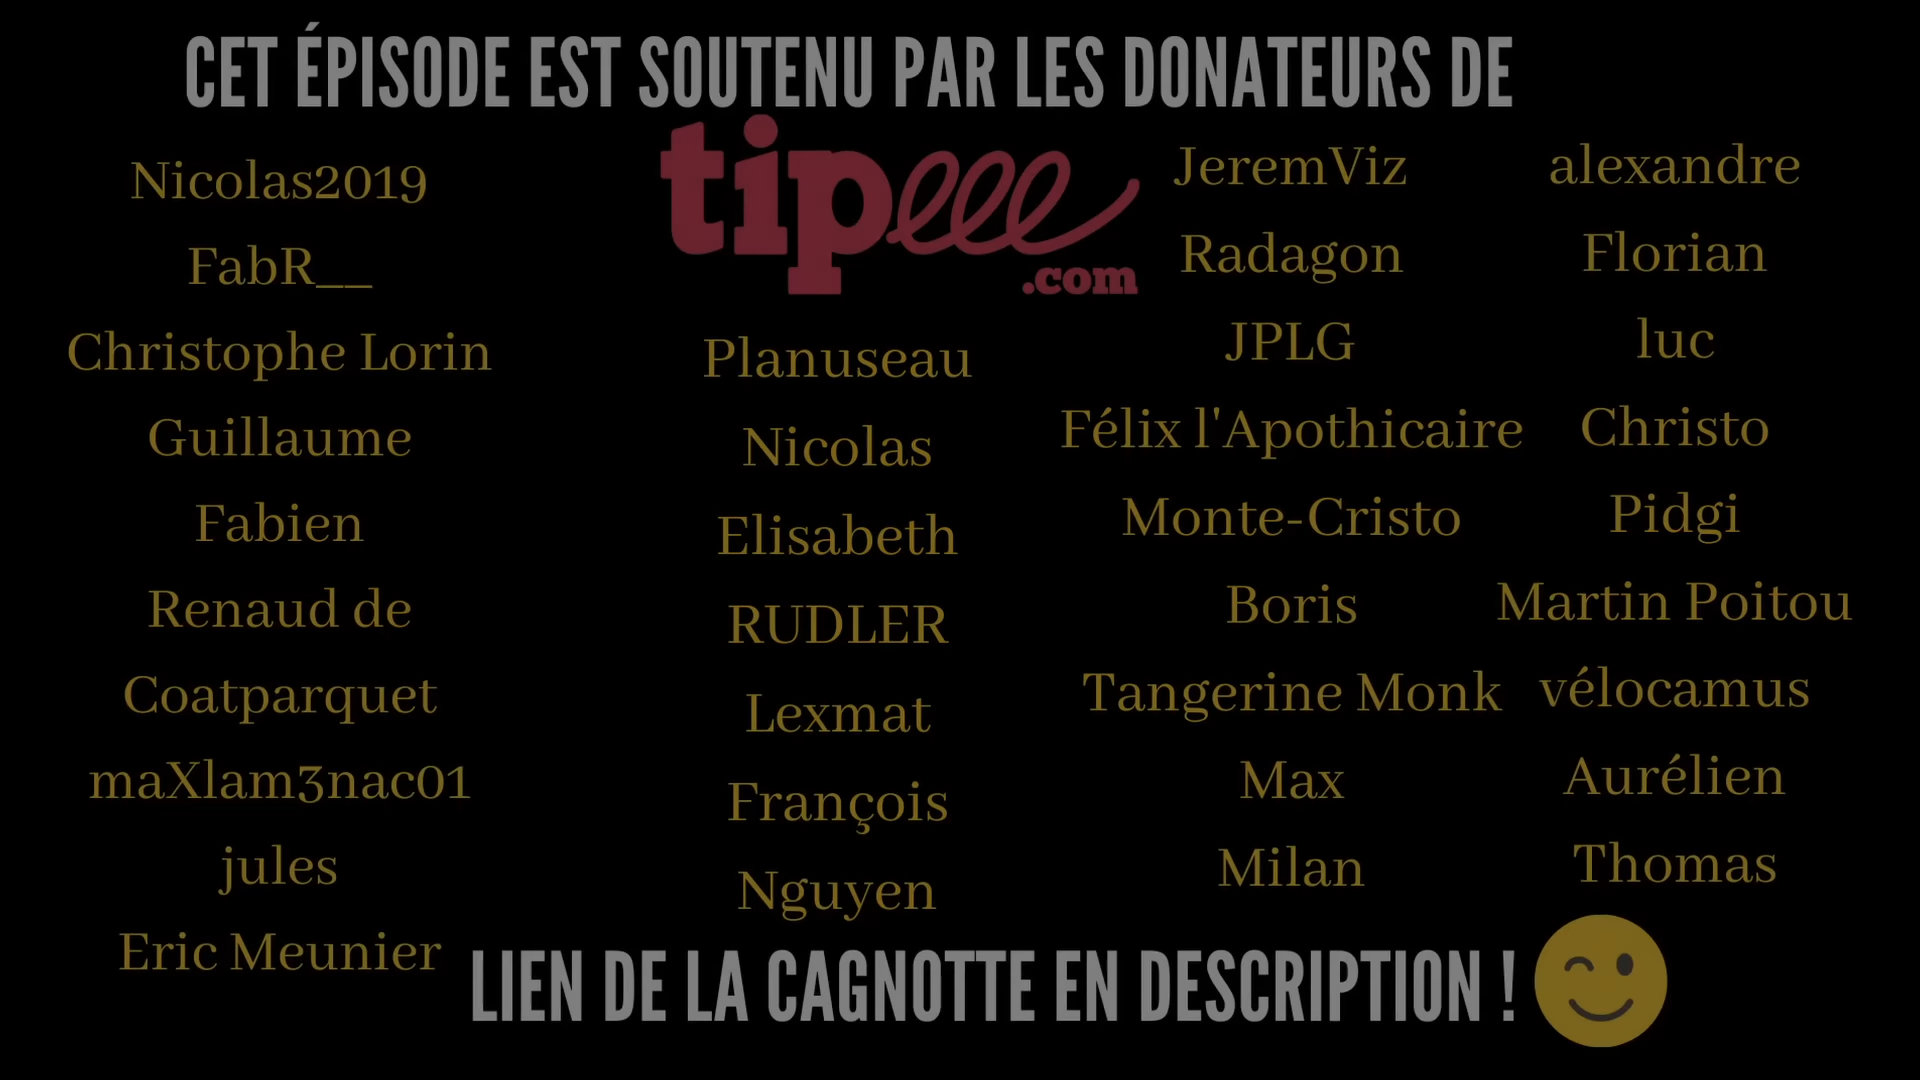 CET ÉPISODE EST SOUTENU PAR LES DONATEURS DE
tipeee
.com
Nicolas2019
FabR__
Christophe Lorin
Guillaume
Fabien
Renaud de
Coatparquet
maXlam3nac01
jules
Eric Meunier
Planuseau
Nicolas
Elisabeth
RUDLER
Lexmat
François
Nguyen
JeremViz
Radagon
JPLG
Félix l'Apothicaire
Monte-Cristo
Boris
Tangerine Monk
Max
Milan
alexandre
Florian
luc
Christo
Pidgi
Martin Poitou
vélocamus
Aurélien
Thomas
LIEN DE LA CAGNOTTE EN DESCRIPTION !